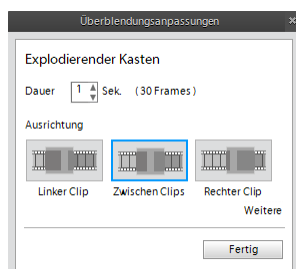 Überblendungsanpassungen
Explodierender Kasten
Dauer 1 Sek. (30 Frames)
Ausrichtung
Linker Clip Zwischen Clips Rechter Clip
Weitere
Fertig